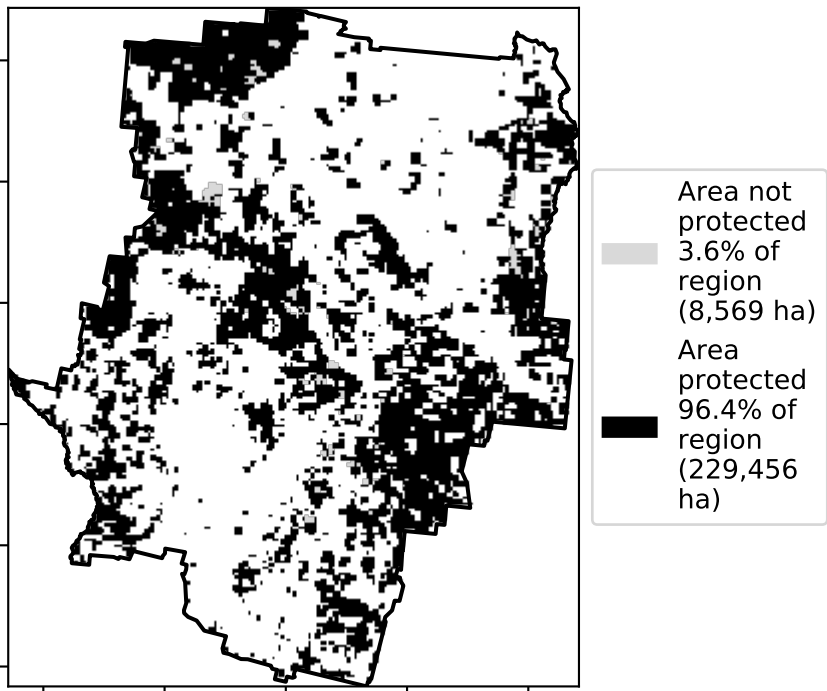 Area not
protected
3.6% of
region
(8,569 ha)
Area
protected
96.4% of
region
(229,456
ha)